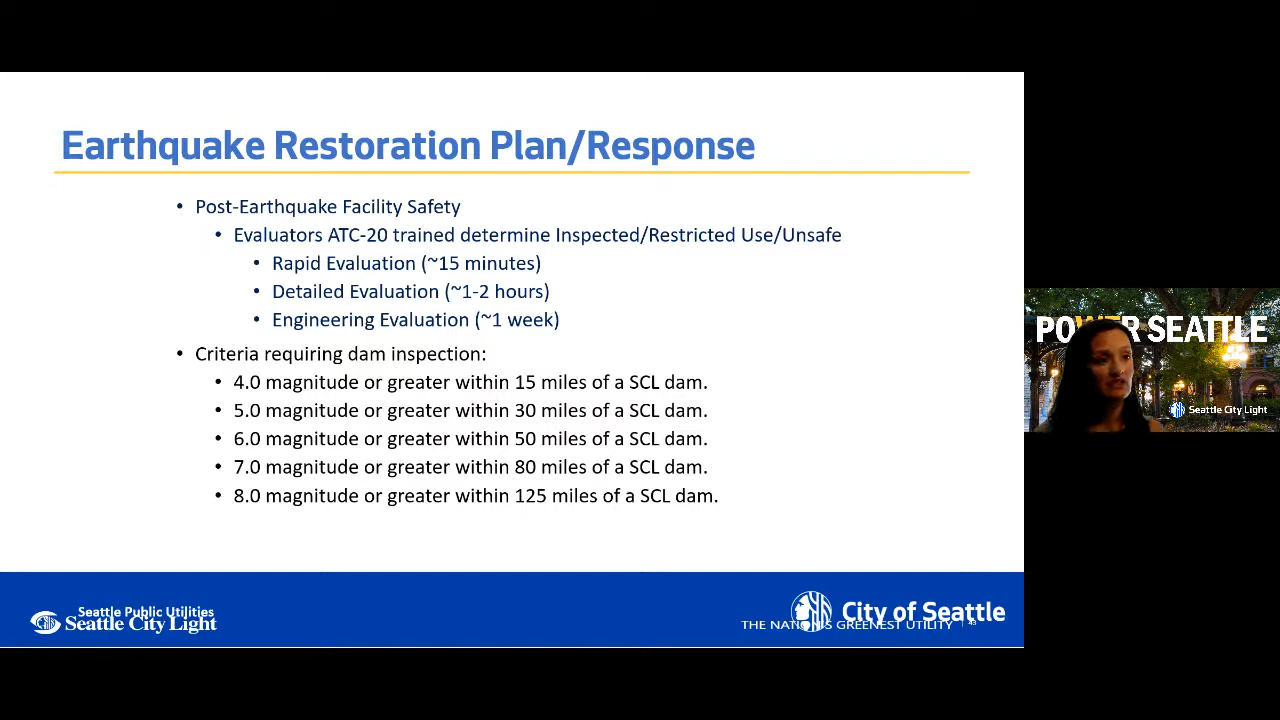 Earthquake Restoration Plan/Response
• Post-Earthquake Facility Safety
• Evaluators ATC-20 trained determine Inspected/Restricted Use/Unsafe
• Rapid Evaluation (~15 minutes)
• Detailed Evaluation (~1-2 hours)
• Engineering Evaluation (~1 week)
• Criteria requiring dam inspection:
• 4.0 magnitude or greater within 15 miles of a SCL dam.
• 5.0 magnitude or greater within 30 miles of a SCL dam.
• 6.0 magnitude or greater within 50 miles of a SCL dam.
• 7.0 magnitude or greater within 80 miles of a SCL dam.
• 8.0 magnitude or greater within 125 miles of a SCL dam.
POWER SEATTLE
Seattle City Light
Seattle Public Utilities
Seattle City Light
City of Seattle
THE NATION'S GREENEST UTILITY |